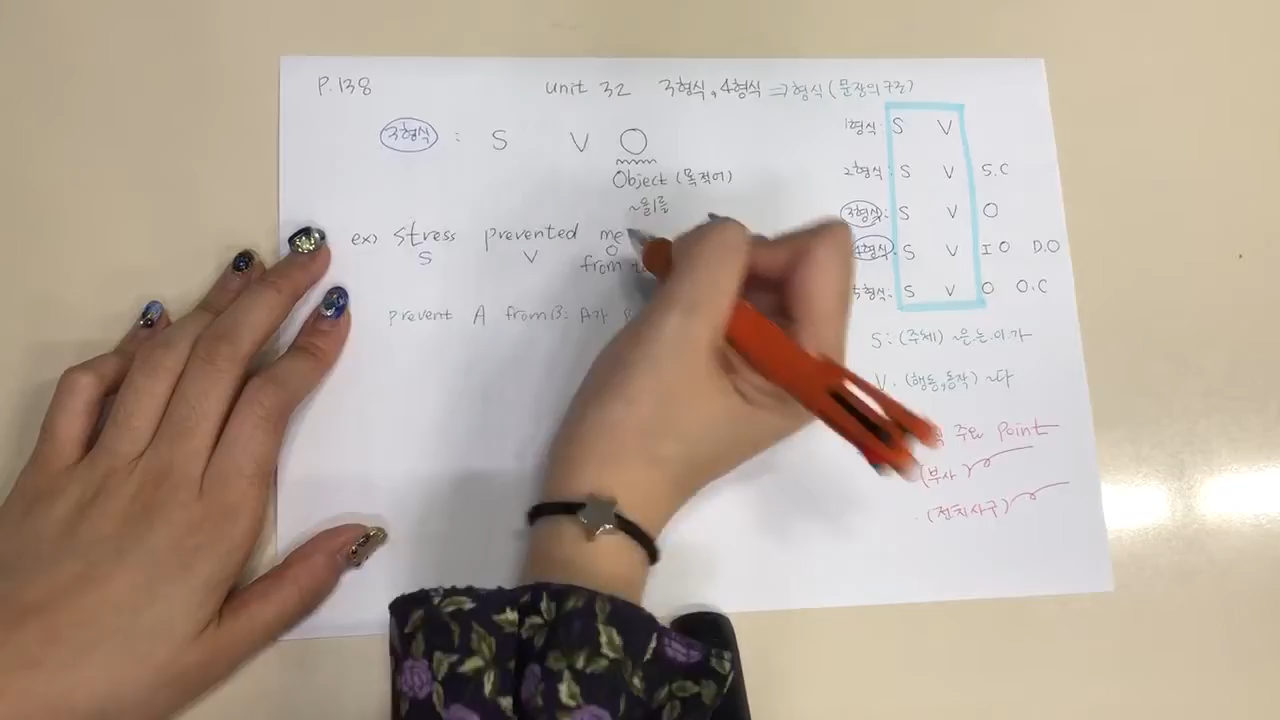 P.138
unit 32 3형식, 4형식 ⇒ 형식 (문장의 구조)
3형식 : S V O
Object (목적어)
~을/를
ex) stress prevented me
S V O
from
prevent A from B: A가
1형식: S V
2형식: S V S.C
3형식: S V O
4형식: S V I O D.O
5형식: S V O O.C
S: (주체) ~은.는.이.가
V. (행동,동작) ~다
주요 point
(부사)
(전치사구)